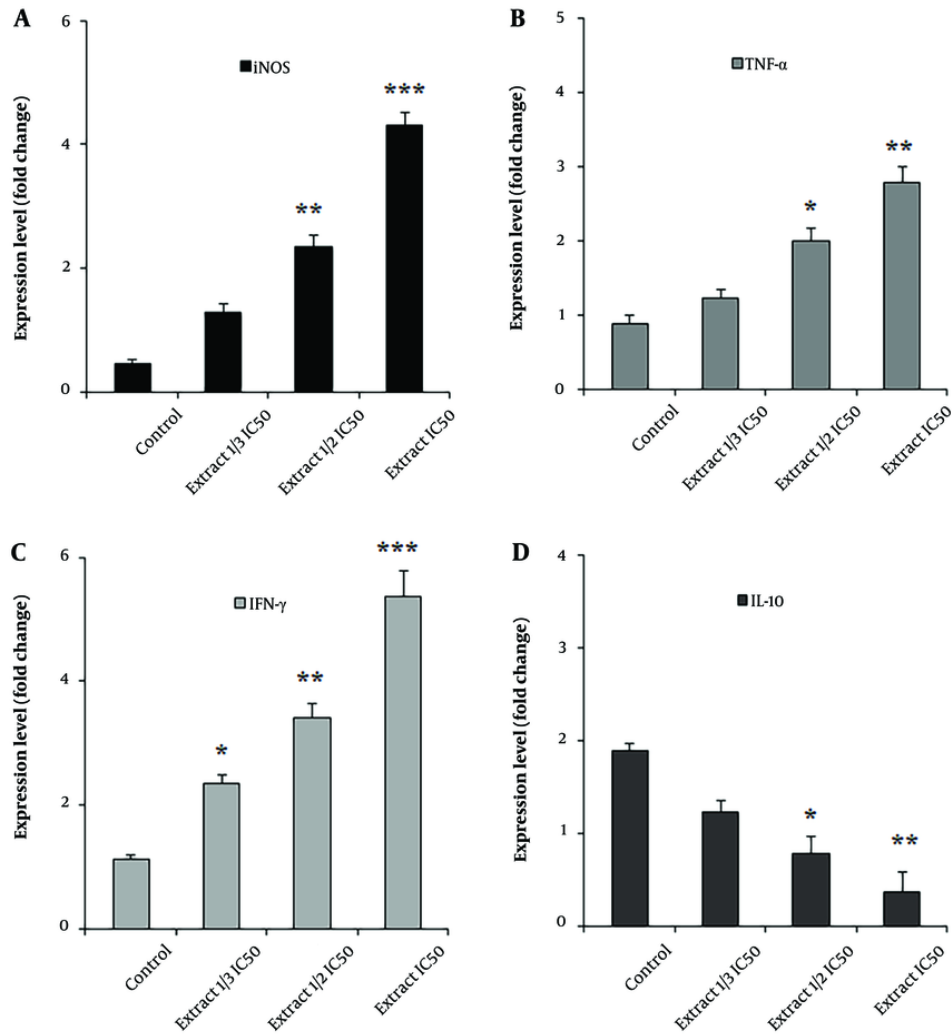 A
6
iNOS
***
4
**
2
0
Expression level (fold change)
Control
Extract 1/3 IC50
Extract 1/2 IC50
Extract IC50
B
5
TNF-α
4
**
3
*
2
1
0
Expression level (fold change)
Control
Extract 1/3 IC50
Extract 1/2 IC50
Extract IC50
C
6
***
IFN-γ
4
**
*
2
0
Expression level (fold change)
Control
Extract 1/3 IC50
Extract 1/2 IC50
Extract IC50
D
4
IL-10
3
2
*
**
1
0
Expression level (fold change)
Control
Extract 1/3 IC50
Extract 1/2 IC50
Extract IC50